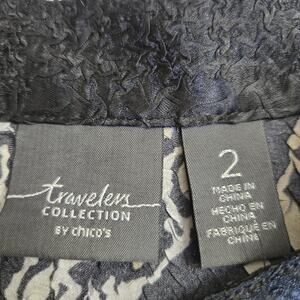 travelers
COLLECTION
BY chico's
2
MADE IN
CHINA
HECHO EN
CHINA
FABRIQUÉ EN
CHINE